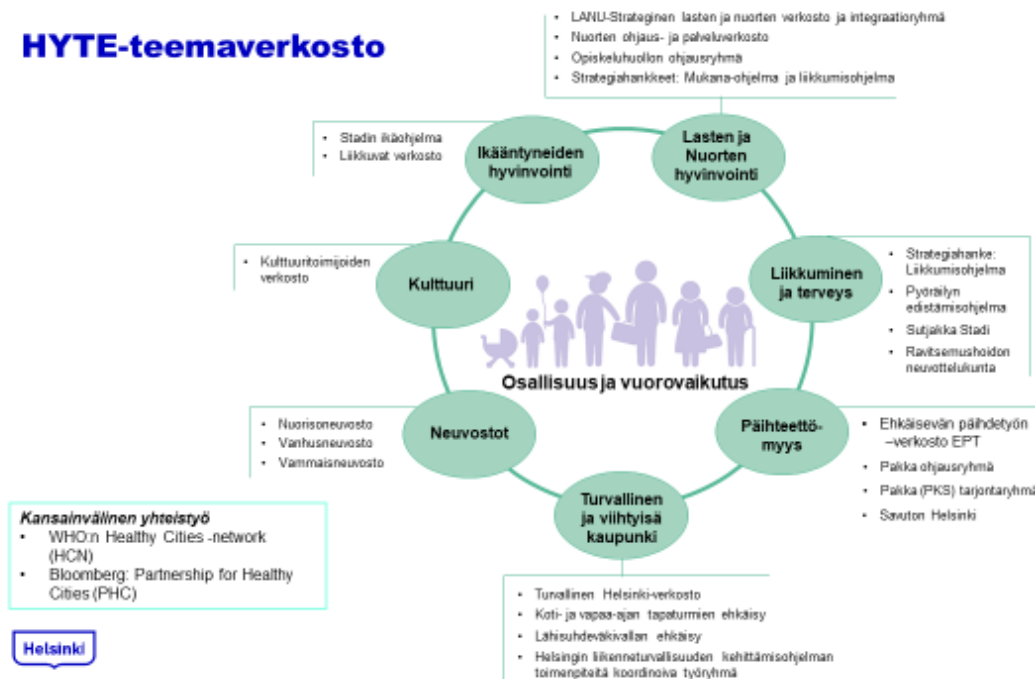 HYTE-teemaverkosto
• LANU-Strateginen lasten ja nuorten verkosto ja integraatioryhmä
• Nuorten ohjaus- ja palveluverkosto
• Opiskeluhuollon ohjausryhmä
• Strategiahankkeet: Mukana-ohjelma ja liikkumisohjelma
• Stadin ikäohjelma
• Liikkuvat verkosto
Ikääntyneiden
hyvinvointi
Lasten ja
Nuorten
hyvinvointi
• Kulttuuritoimijoiden
verkosto
Kulttuuri
Liikkuminen
ja terveys
• Strategiahanke:
Liikkumisohjelma
• Pyöräilyn
edistämisohjelma
• Sutjakka Stadi
• Ravitsemushoidon
neuvottelukunta
Osallisuus ja vuorovaikutus
• Nuorisoneuvosto
• Vanhusneuvosto
• Vammaisneuvosto
Neuvostot
Päihteettö-
myys
• Ehkäisevän päihdetyön
–verkosto EPT
• Pakka ohjausryhmä
• Pakka (PKS) tarjontaryhmä
• Savuton Helsinki
Turvallinen
ja viihtyisä
kaupunki
• Turvallinen Helsinki-verkosto
• Koti- ja vapaa-ajan tapaturmien ehkäisy
• Lähisuhdeväkivallan ehkäisy
• Helsingin liikenneturvallisuuden kehittämisohjelman
toimenpiteitä koordinoiva työryhmä
Kansainvälinen yhteistyö
• WHO:n Healthy Cities -network
(HCN)
• Bloomberg: Partnership for Healthy
Cities (PHC)
Helsinki